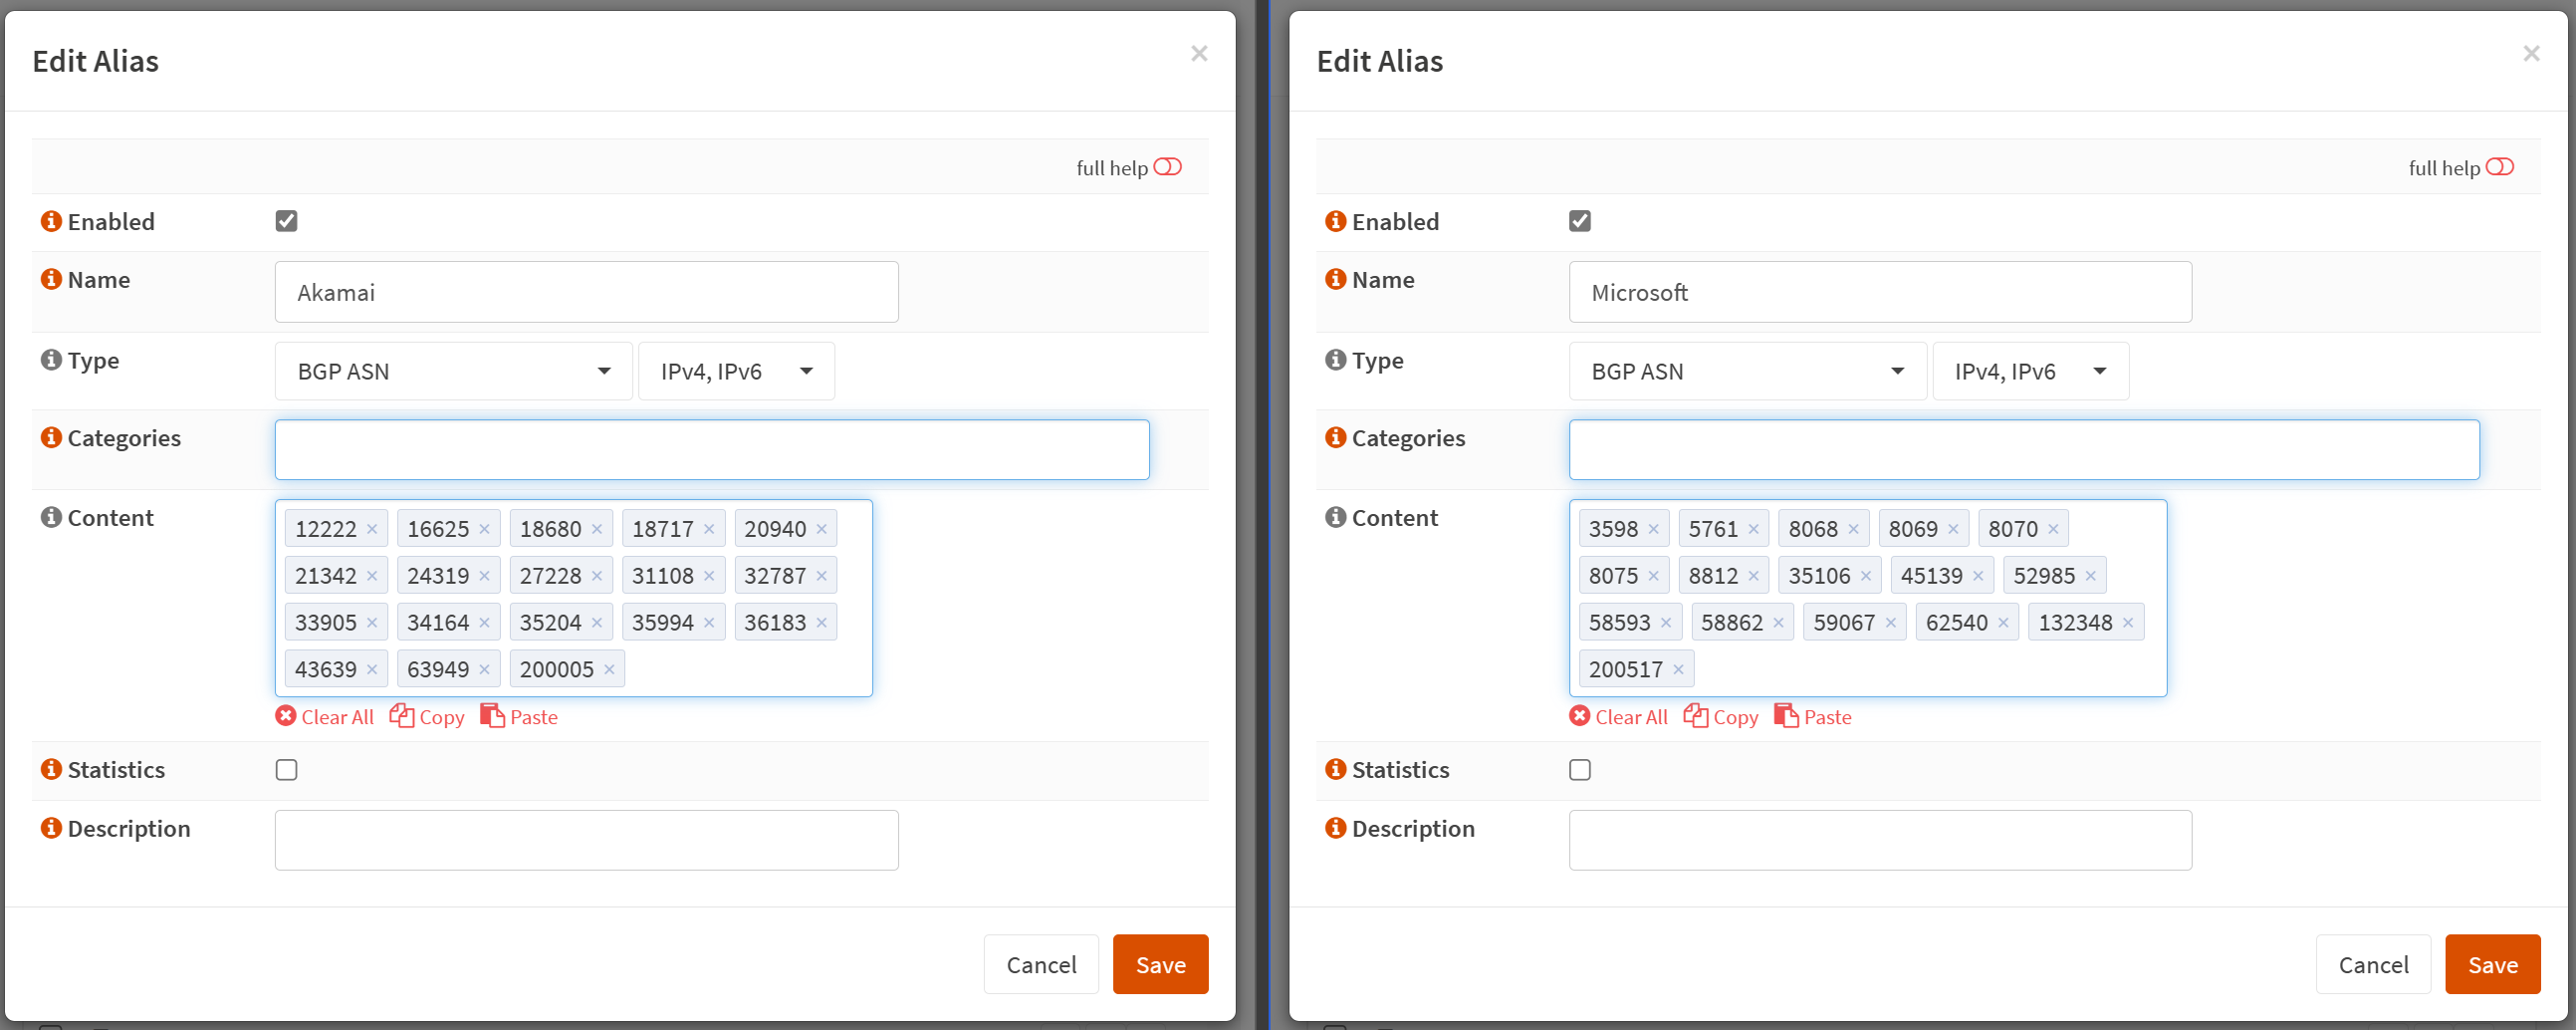 Edit Alias ×
full help
Enabled
Name Akamai
Type BGP ASN IPv4, IPv6
Categories
Content 12222 × 16625 × 18680 × 18717 × 20940 ×
21342 × 24319 × 27228 × 31108 × 32787 ×
33905 × 34164 × 35204 × 35994 × 36183 ×
43639 × 63949 × 200005 ×
Clear All Copy Paste
Statistics
Description
Cancel Save
Edit Alias ×
full help
Enabled
Name Microsoft
Type BGP ASN IPv4, IPv6
Categories
Content 3598 × 5761 × 8068 × 8069 × 8070 ×
8075 × 8812 × 35106 × 45139 × 52985 ×
58593 × 58862 × 59067 × 62540 × 132348 ×
200517 ×
Clear All Copy Paste
Statistics
Description
Cancel Save